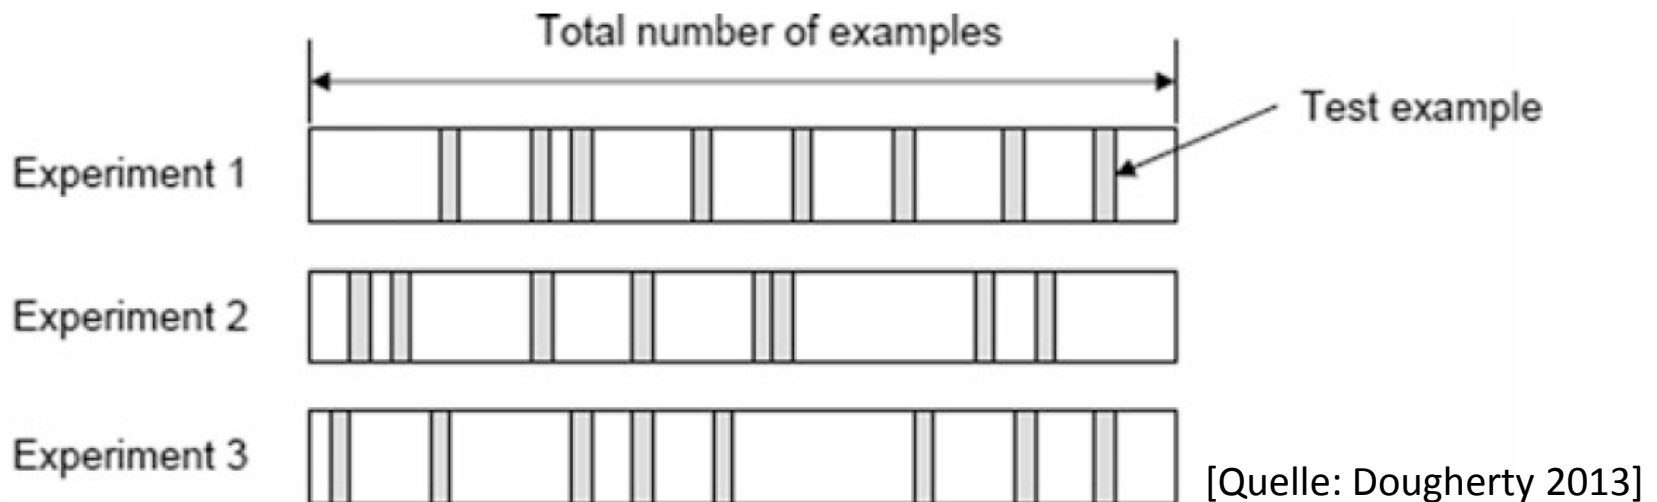 Total number of examples
Test example
Experiment 1
Experiment 2
Experiment 3
[Quelle: Dougherty 2013]